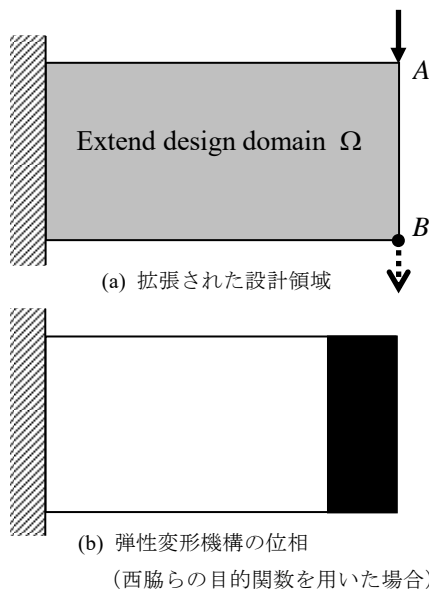 A
Extend design domain Ω
B
(a) 拡張された設計領域
(b) 弾性変形機構の位相
（西脇らの目的関数を用いた場合）